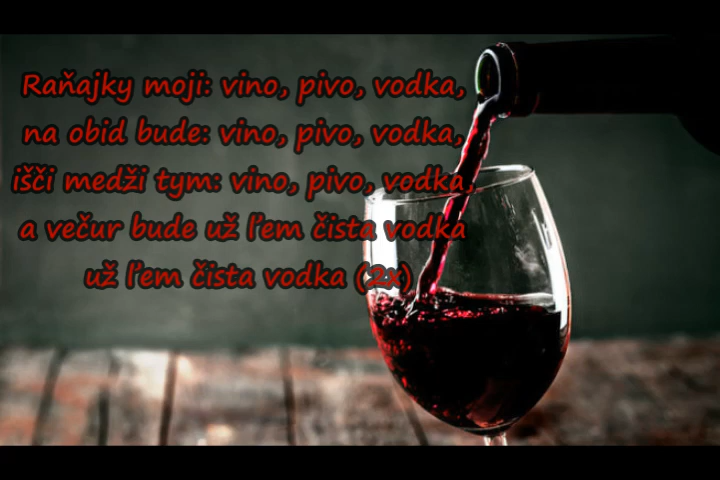 Raňajky moji: vino, pivo, vodka,
na obid bude: vino, pivo, vodka,
išči medži tym: vino, pivo, vodka,
a večur bude už ľem čista vodka
už ľem čista vodka (2x)